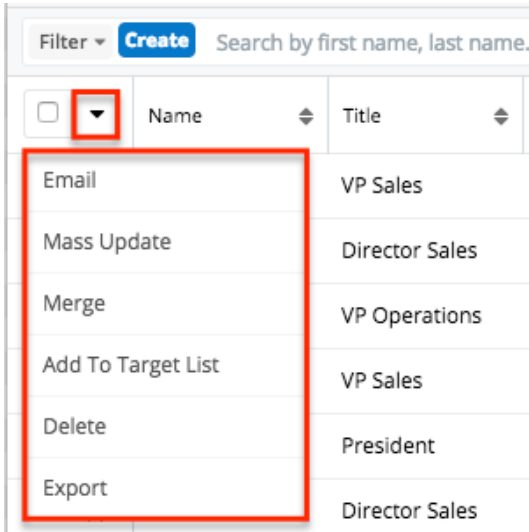 Filter Create Search by first name, last name.
Name Title
Email VP Sales
Mass Update Director Sales
Merge VP Operations
Add To Target List VP Sales
Delete President
Export Director Sales